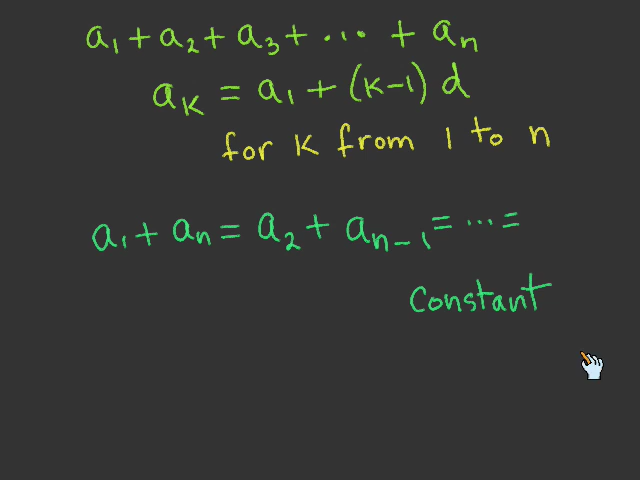 a₁ + a₂ + a₃ + ... + aₙ
aₖ = a₁ + (k-1) d
for k from 1 to n
a₁ + aₙ = a₂ + aₙ₋₁ = ... =
Constant